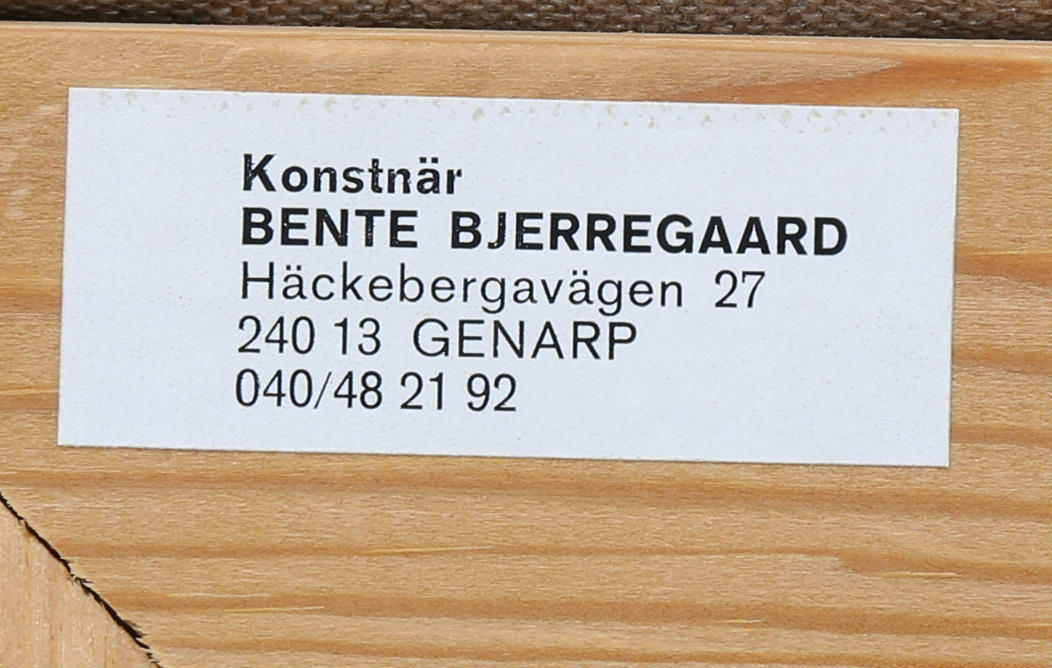 Konstnär
BENTE BJERREGAARD
Häckebergavägen 27
240 13 GENARP
040/48 21 92